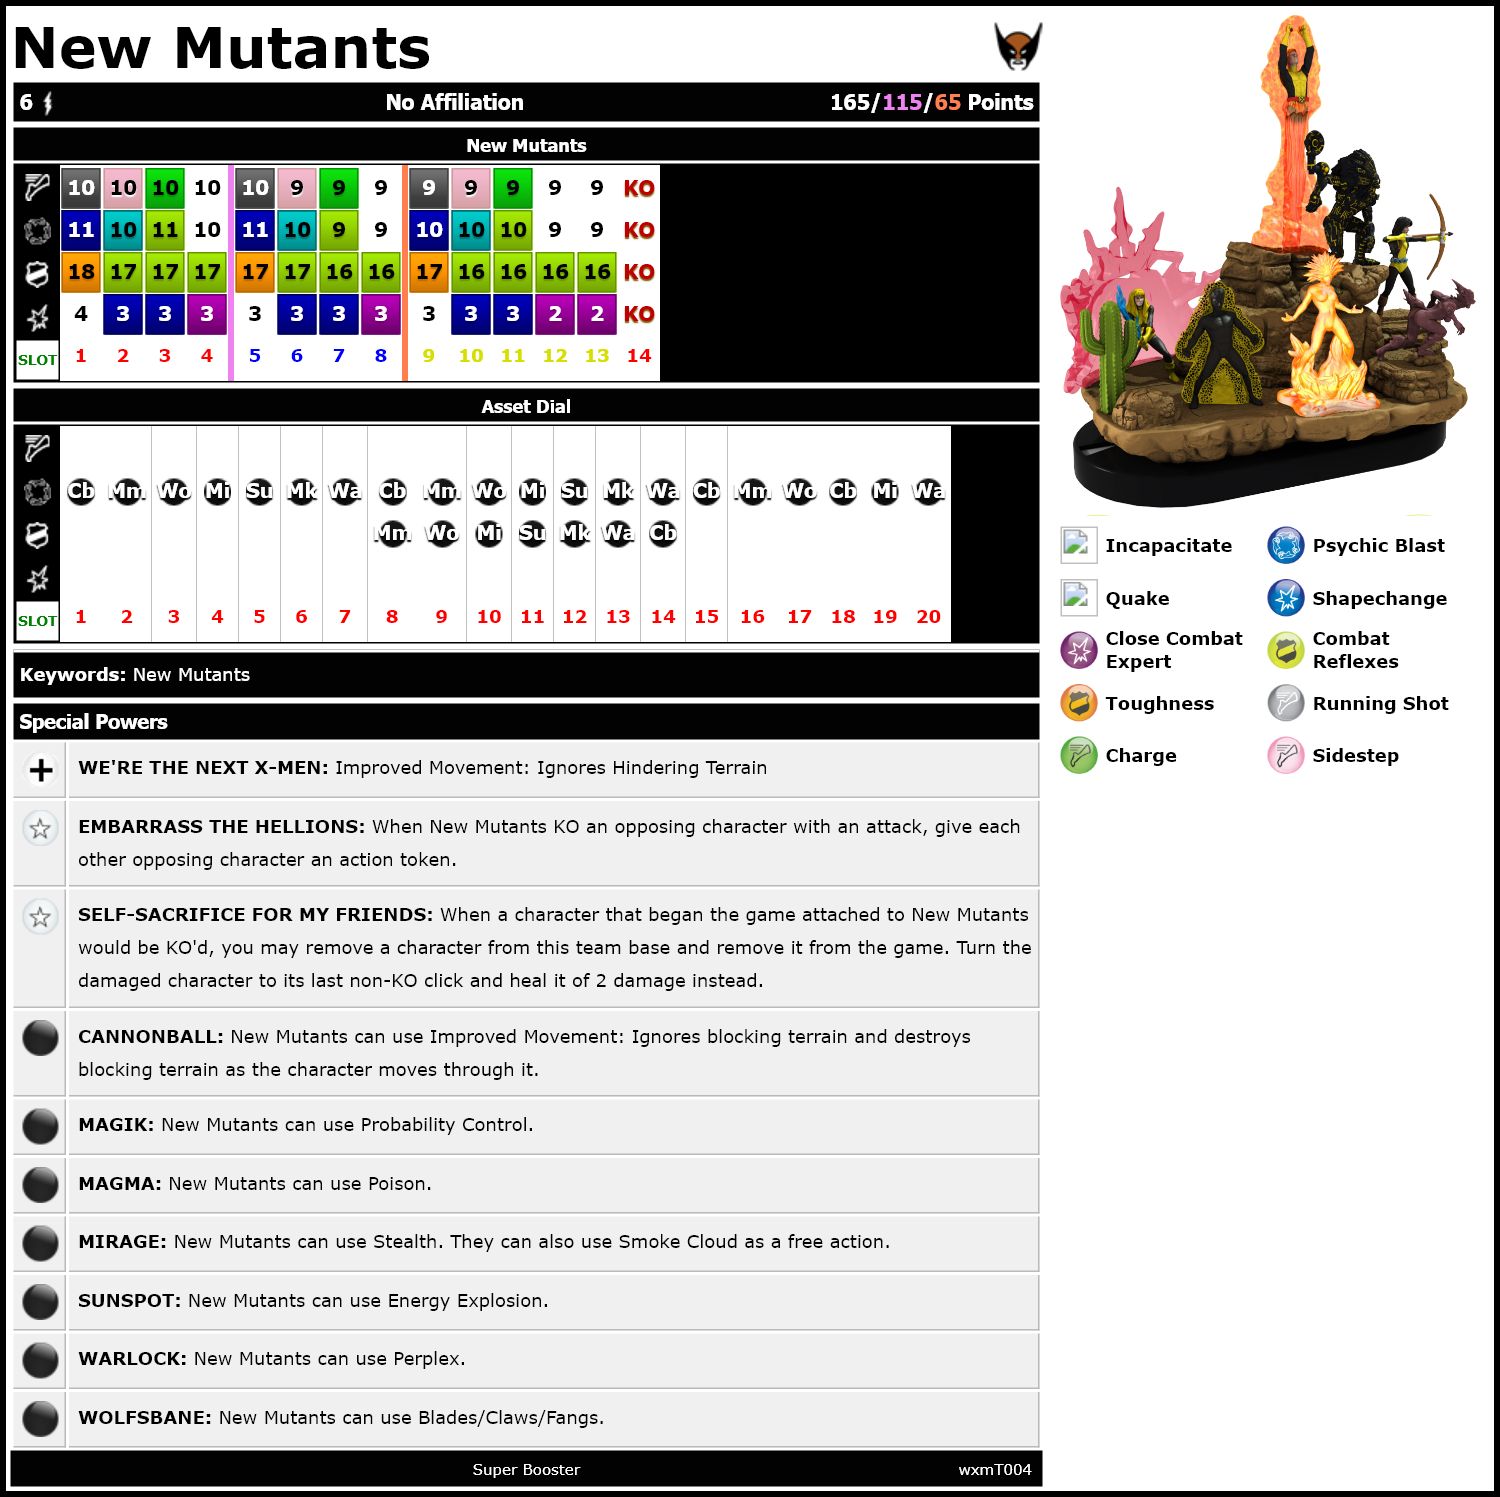 New Mutants
6 No Affiliation 165/115/65 Points
New Mutants
10 10 10 10 10 9 9 9 9 9 9 9 9 KO
11 10 11 10 11 10 9 9 10 10 10 9 9 KO
18 17 17 17 17 17 16 16 17 16 16 16 16 KO
4 3 3 3 3 3 3 3 3 3 3 2 2 KO
SLOT 1 2 3 4 5 6 7 8 9 10 11 12 13 14
Asset Dial
Cb Mm Wo Mi Su Mk Wa Cb Mm Wo Mi Su Mk Wa Cb Mm Wo Cb Mi Wa
Mm Wo Mi Su Mk Wa Cb
SLOT 1 2 3 4 5 6 7 8 9 10 11 12 13 14 15 16 17 18 19 20
Keywords: New Mutants
Special Powers
WE'RE THE NEXT X-MEN: Improved Movement: Ignores Hindering Terrain
EMBARRASS THE HELLIONS: When New Mutants KO an opposing character with an attack, give each
other opposing character an action token.
SELF-SACRIFICE FOR MY FRIENDS: When a character that began the game attached to New Mutants
would be KO'd, you may remove a character from this team base and remove it from the game. Turn the
damaged character to its last non-KO click and heal it of 2 damage instead.
CANNONBALL: New Mutants can use Improved Movement: Ignores blocking terrain and destroys
blocking terrain as the character moves through it.
MAGIK: New Mutants can use Probability Control.
MAGMA: New Mutants can use Poison.
MIRAGE: New Mutants can use Stealth. They can also use Smoke Cloud as a free action.
SUNSPOT: New Mutants can use Energy Explosion.
WARLOCK: New Mutants can use Perplex.
WOLFSBANE: New Mutants can use Blades/Claws/Fangs.
Super Booster wxmT004
Incapacitate Psychic Blast
Quake Shapechange
Close Combat Combat
Expert Reflexes
Toughness Running Shot
Charge Sidestep